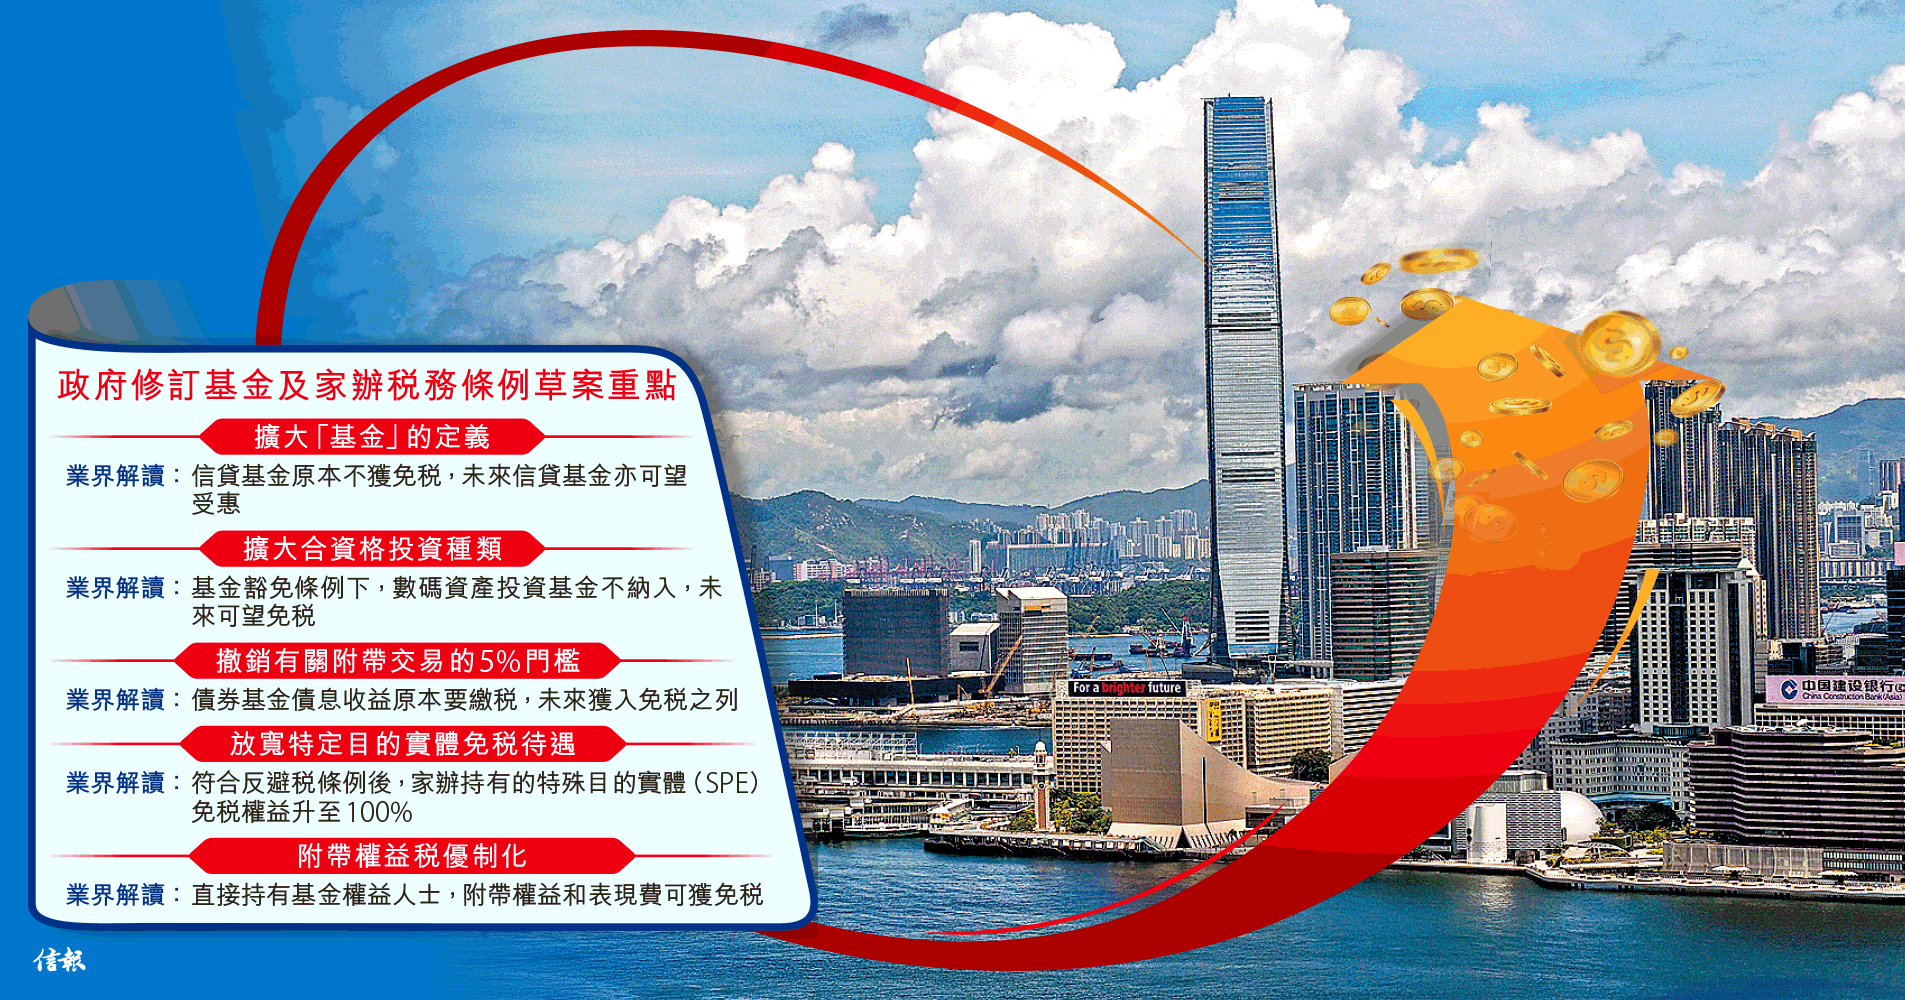 政府修訂基金及家辦税務條例草案重點
擴大「基金」的定義
業界解讀：信貸基金原本不獲免税，未來信貸基金亦可望
受惠
擴大合資格投資種類
業界解讀：基金豁免條例下，數碼資產投資基金不納入，未
來可望免税
撤銷有關附帶交易的5%門檻
業界解讀：債券基金債息收益原本要繳税，未來獲入免税之列
放寬特定目的實體免税待遇
業界解讀：符合反避税條例後，家辦持有的特殊目的實體（SPE）
免税權益升至100%
附帶權益税優制化
業界解讀：直接持有基金權益人士，附帶權益和表現費可獲免税
信報
For a brighter future
中国建设银行
China Construction Bank (Asia)